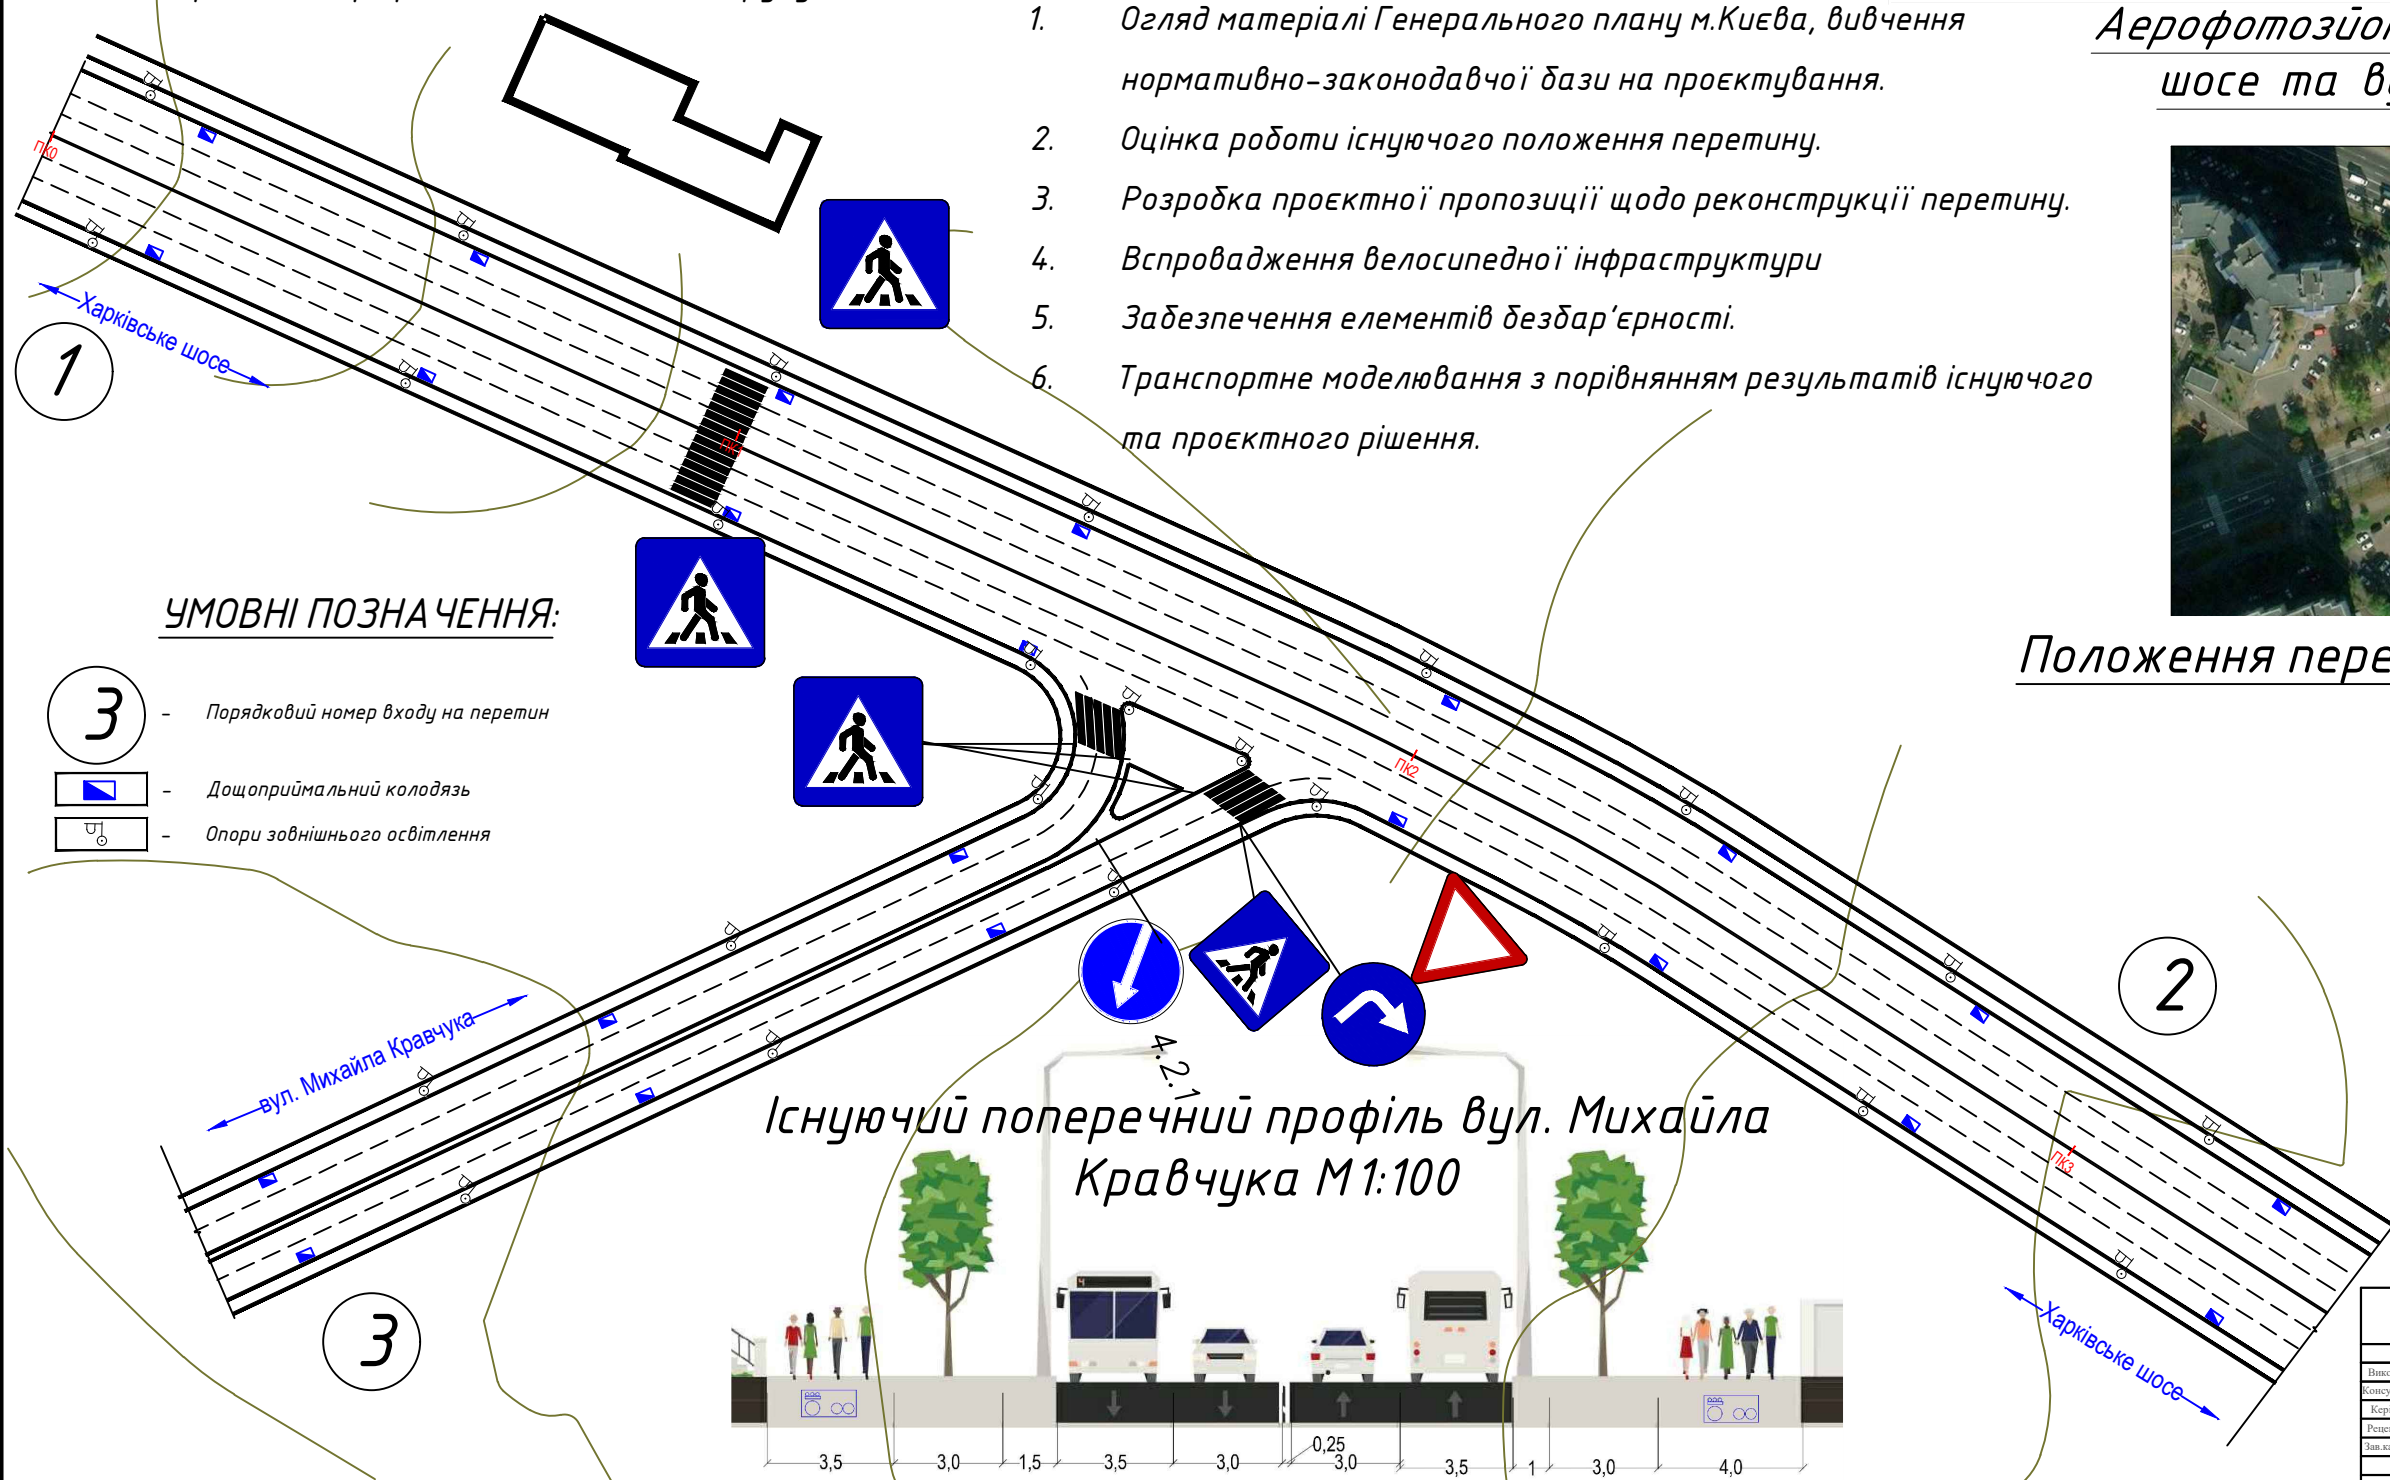 1. Огляд матеріалі Генерального плану м.Києва, вивчення
нормативно-законодавчої бази на проєктування.
2. Оцінка роботи існуючого положення перетину.
3. Розробка проєктної пропозиції щодо реконструкції перетину.
4. Вспровадження велосипедної інфраструктури
5. Забезпечення елементів безбар'єрності.
6. Транспортне моделювання з порівнянням результатів існуючого
та проєктного рішення.
шосе та
ПК0
Харківське шосе
1
ПК1
УМОВНІ ПОЗНАЧЕННЯ:
3 - Порядковий номер входу на перетин
- Дощоприймальний колодязь
- Опори зовнішнього освітлення
Положення
ПК2
2
вул. Михайла Кравчука
4.2.1
Існуючий поперечний профіль вул. Михайла
Кравчука М 1:100
ПК3
3
Харківське шосе
4
0,25
3,5 3,0 1,5 3,5 3,0 3,0 3,5 1 3,0 4,0